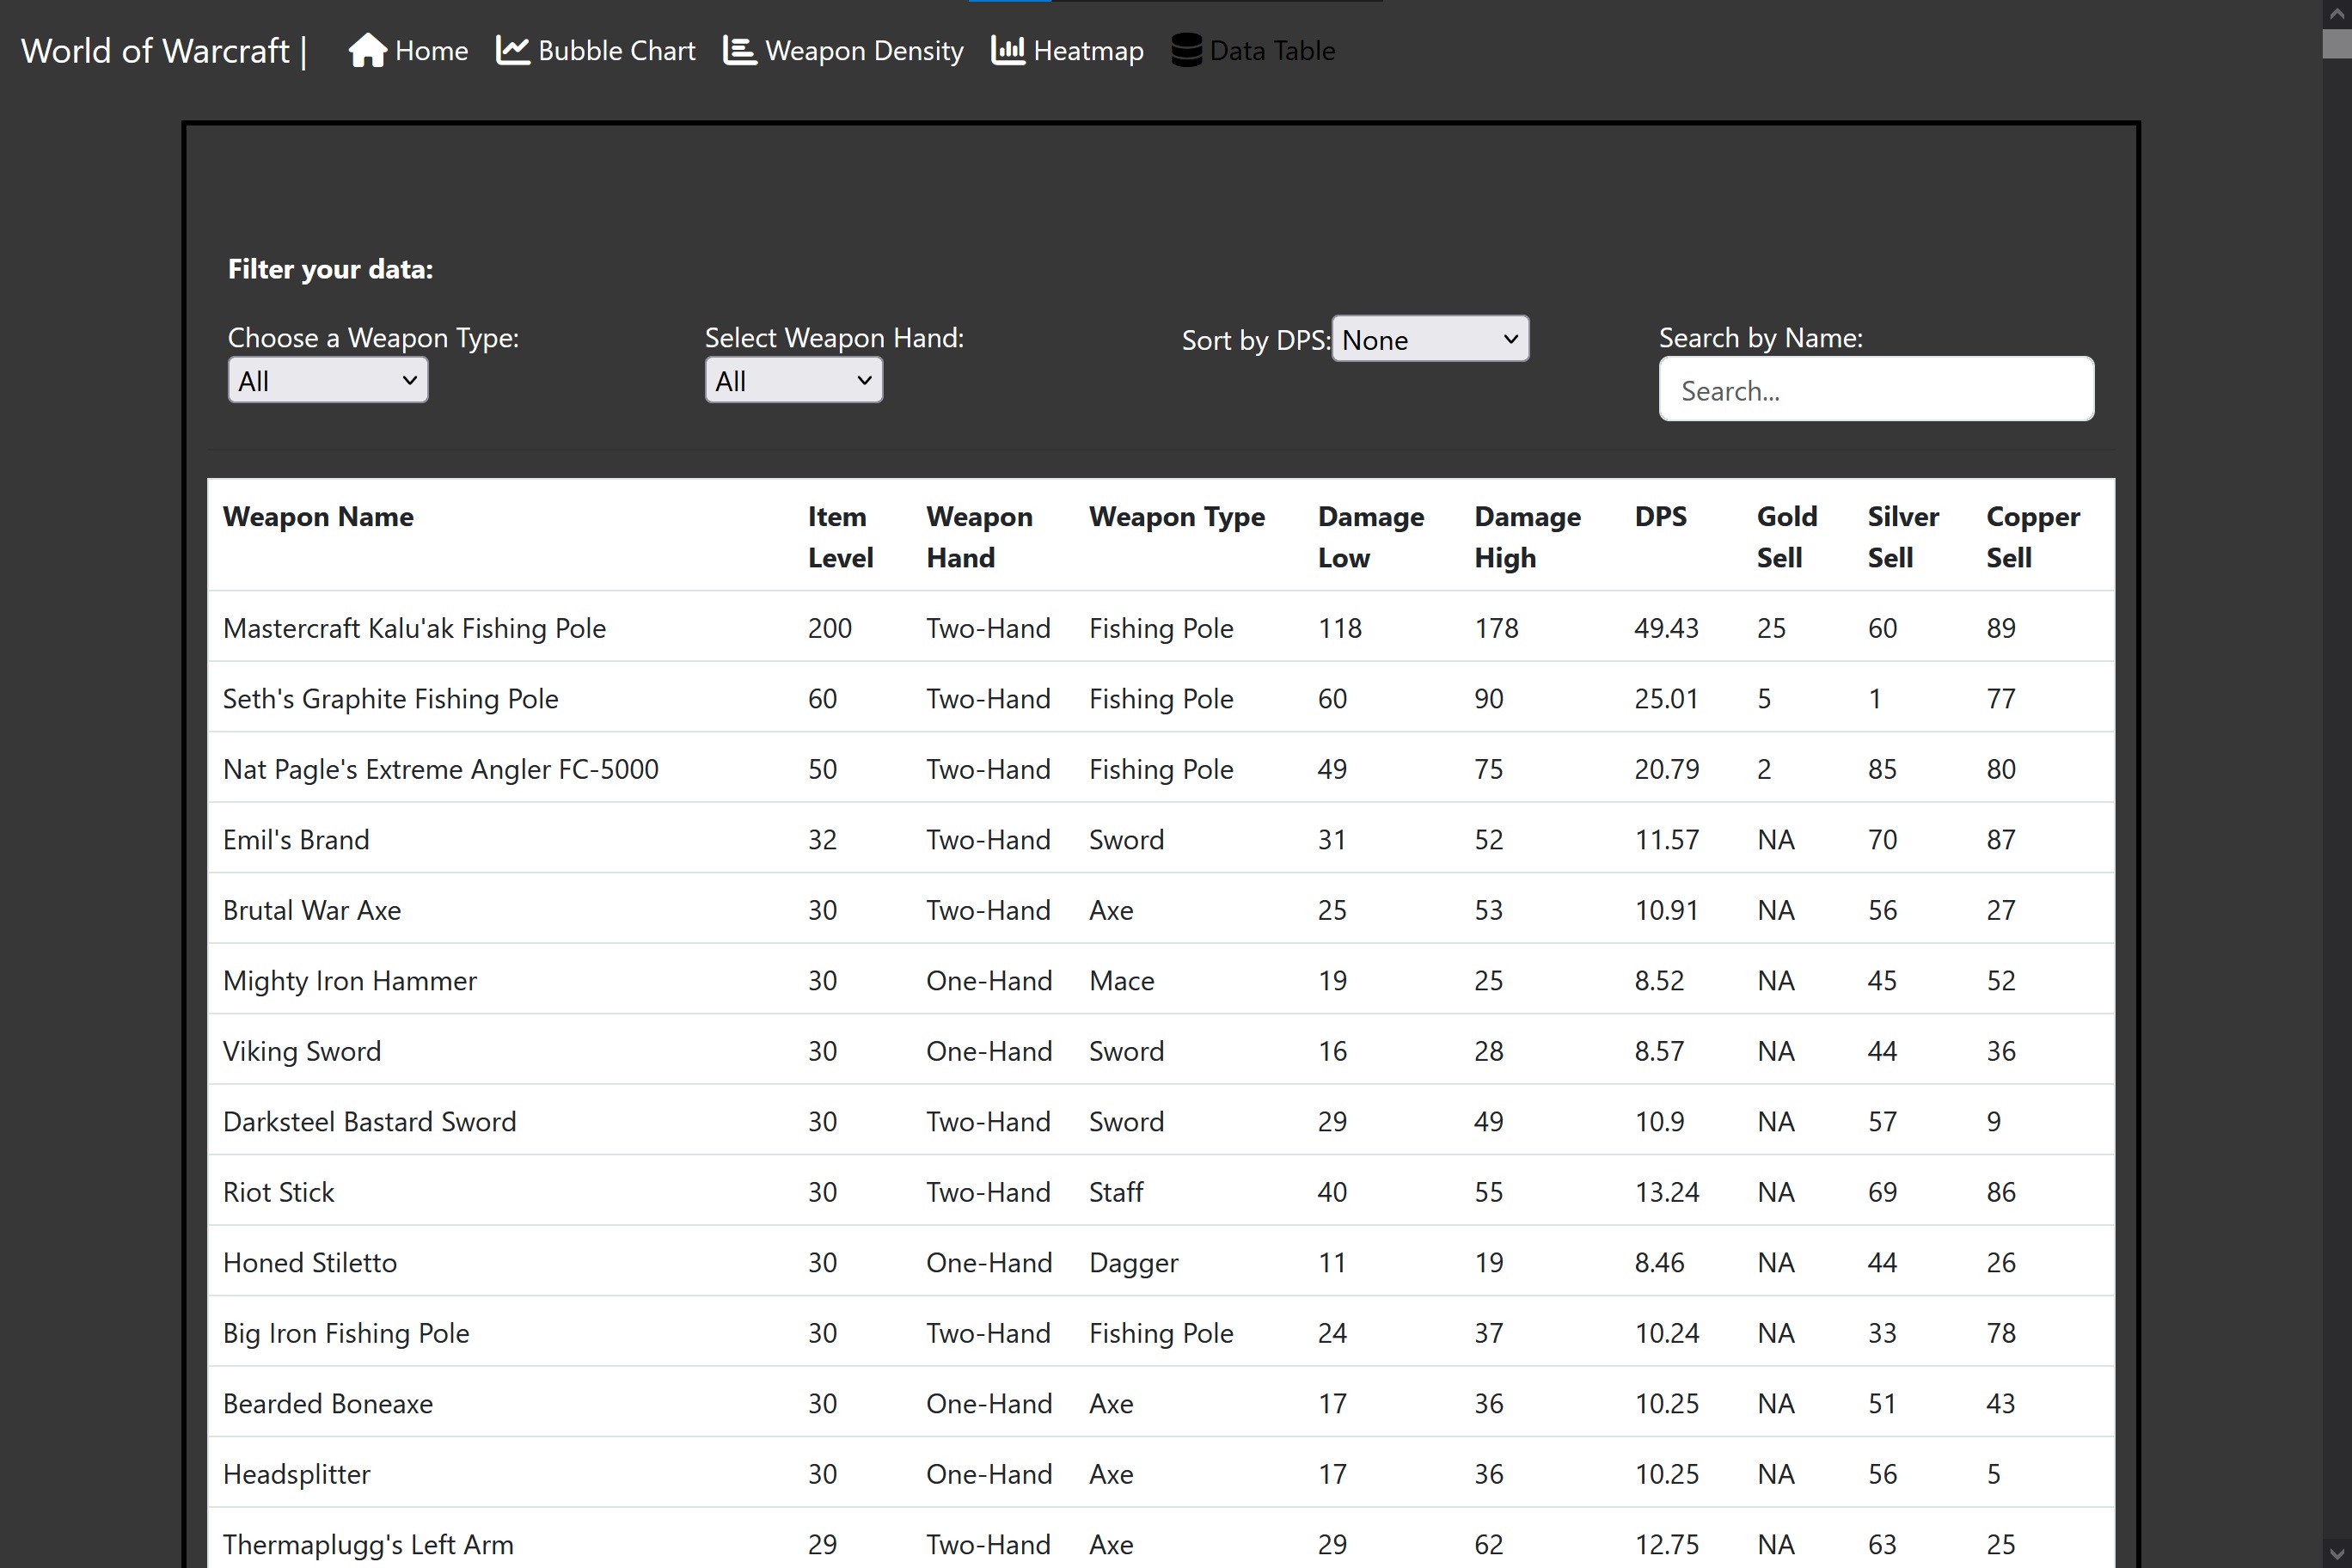 World of Warcraft | Home Bubble Chart Weapon Density Heatmap Data Table
Filter your data:
Choose a Weapon Type: Select Weapon Hand: Sort by DPS: None Search by Name:
All All Search...
Weapon Name Item Level Weapon Hand Weapon Type Damage Low Damage High DPS Gold Sell Silver Sell Copper Sell
Mastercraft Kalu'ak Fishing Pole 200 Two-Hand Fishing Pole 118 178 49.43 25 60 89
Seth's Graphite Fishing Pole 60 Two-Hand Fishing Pole 60 90 25.01 5 1 77
Nat Pagle's Extreme Angler FC-5000 50 Two-Hand Fishing Pole 49 75 20.79 2 85 80
Emil's Brand 32 Two-Hand Sword 31 52 11.57 NA 70 87
Brutal War Axe 30 Two-Hand Axe 25 53 10.91 NA 56 27
Mighty Iron Hammer 30 One-Hand Mace 19 25 8.52 NA 45 52
Viking Sword 30 One-Hand Sword 16 28 8.57 NA 44 36
Darksteel Bastard Sword 30 Two-Hand Sword 29 49 10.9 NA 57 9
Riot Stick 30 Two-Hand Staff 40 55 13.24 NA 69 86
Honed Stiletto 30 One-Hand Dagger 11 19 8.46 NA 44 26
Big Iron Fishing Pole 30 Two-Hand Fishing Pole 24 37 10.24 NA 33 78
Bearded Boneaxe 30 One-Hand Axe 17 36 10.25 NA 51 43
Headsplitter 30 One-Hand Axe 17 36 10.25 NA 56 5
Thermaplugg's Left Arm 29 Two-Hand Axe 29 62 12.75 NA 63 25